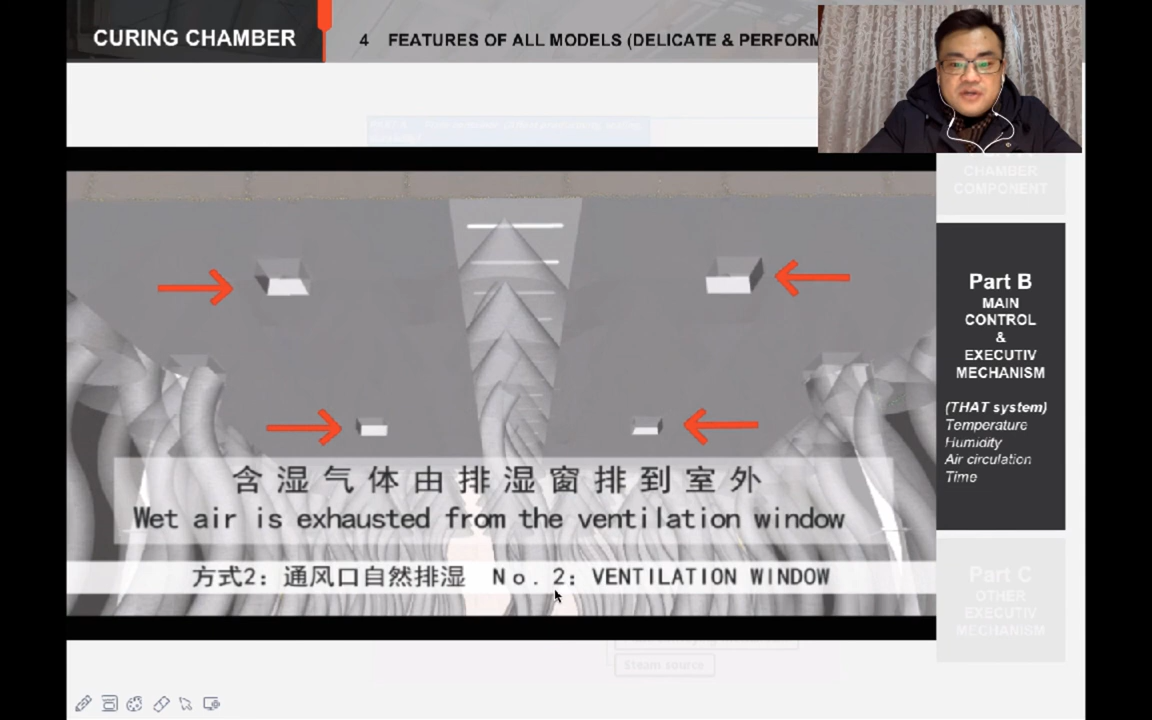 CURING CHAMBER
4 FEATURES OF ALL MODELS (DELICATE & PERFORM
CHAMBER
COMPONENT
Part B
MAIN
CONTROL
&
EXECUTIV
MECHANISM
(THAT system)
Temperature
Humidity
Air circulation
Time
含湿气体由排湿窗排到室外
Wet air is exhausted from the ventilation window
方式2：通风口自然排湿 No.2: VENTILATION WINDOW
Part C
OTHER
EXECUTIV
MECHANISM
Steam source